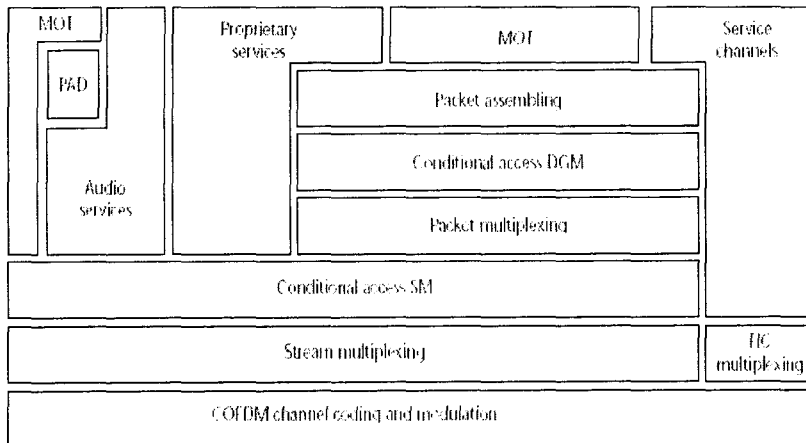 MOT
Proprietary
services
MOT
Service
channels
PAD
Packet assembling
Conditional access DGM
Audio
services
Packet multiplexing
Conditional access SM
Stream multiplexing
FIC
multiplexing
COFDM channel coding and modulation